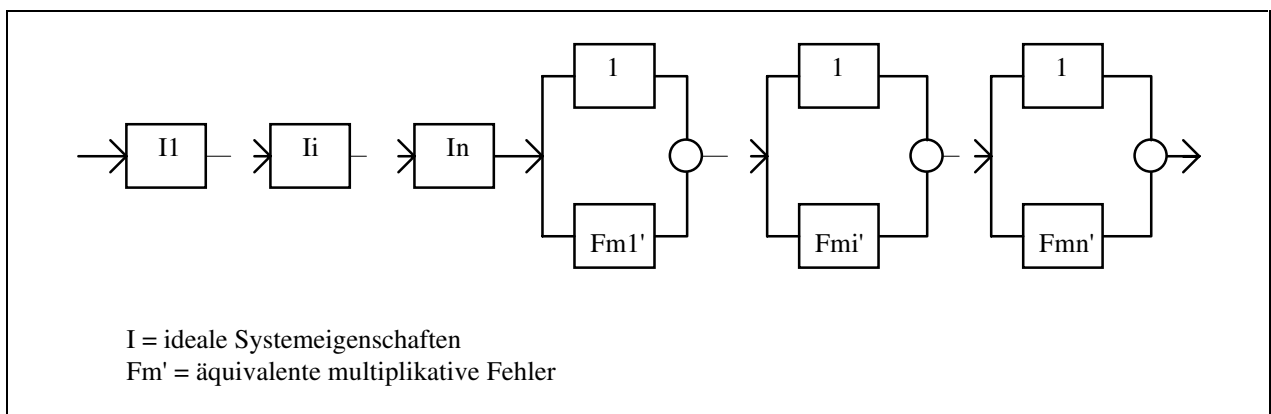 1 1 1
I1 Ii In
Fm1' Fmi' Fmn'
I = ideale Systemeigenschaften
Fm' = äquivalente multiplikative Fehler